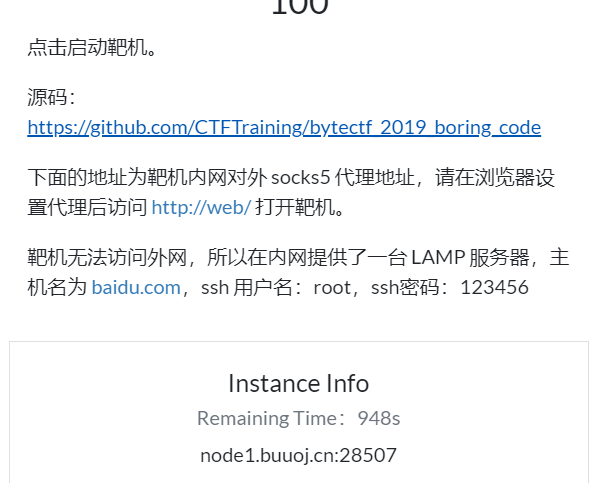 100
点击启动靶机。
源码：
https://github.com/CTFTraining/bytectf_2019_boring_code
下面的地址为靶机内网对外 socks5 代理地址，请在浏览器设
置代理后访问 http://web/ 打开靶机。
靶机无法访问外网，所以在内网提供了一台 LAMP 服务器，主
机名为 baidu.com，ssh 用户名：root，ssh密码：123456
Instance Info
Remaining Time：948s
node1.buuoj.cn:28507